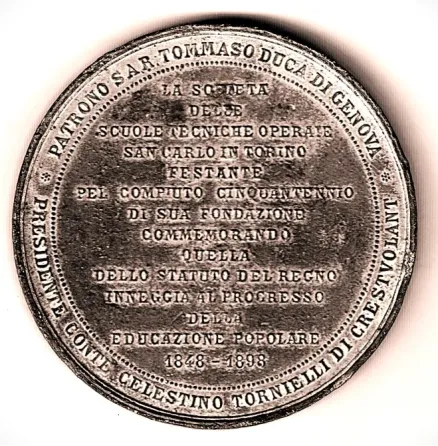 PATRONO S.A.R. TOMMASO DUCA DI GENOVA
LA SOCIETÀ
DELLE
SCUOLE TECNICHE OPERAIE
SAN CARLO IN TORINO
FESTANTE
PEL COMPIUTO CINQUANTENNIO
DI SUA FONDAZIONE
COMMEMORANDO
QUELLA
DELLO STATUTO DEL REGNO
INNEGGIA AL PROGRESSO
DELLA
EDUCAZIONE POPOLARE
1848-1898
PRESIDENTE CONTE CELESTINO TORNIELLI DI CRESTVOLANT